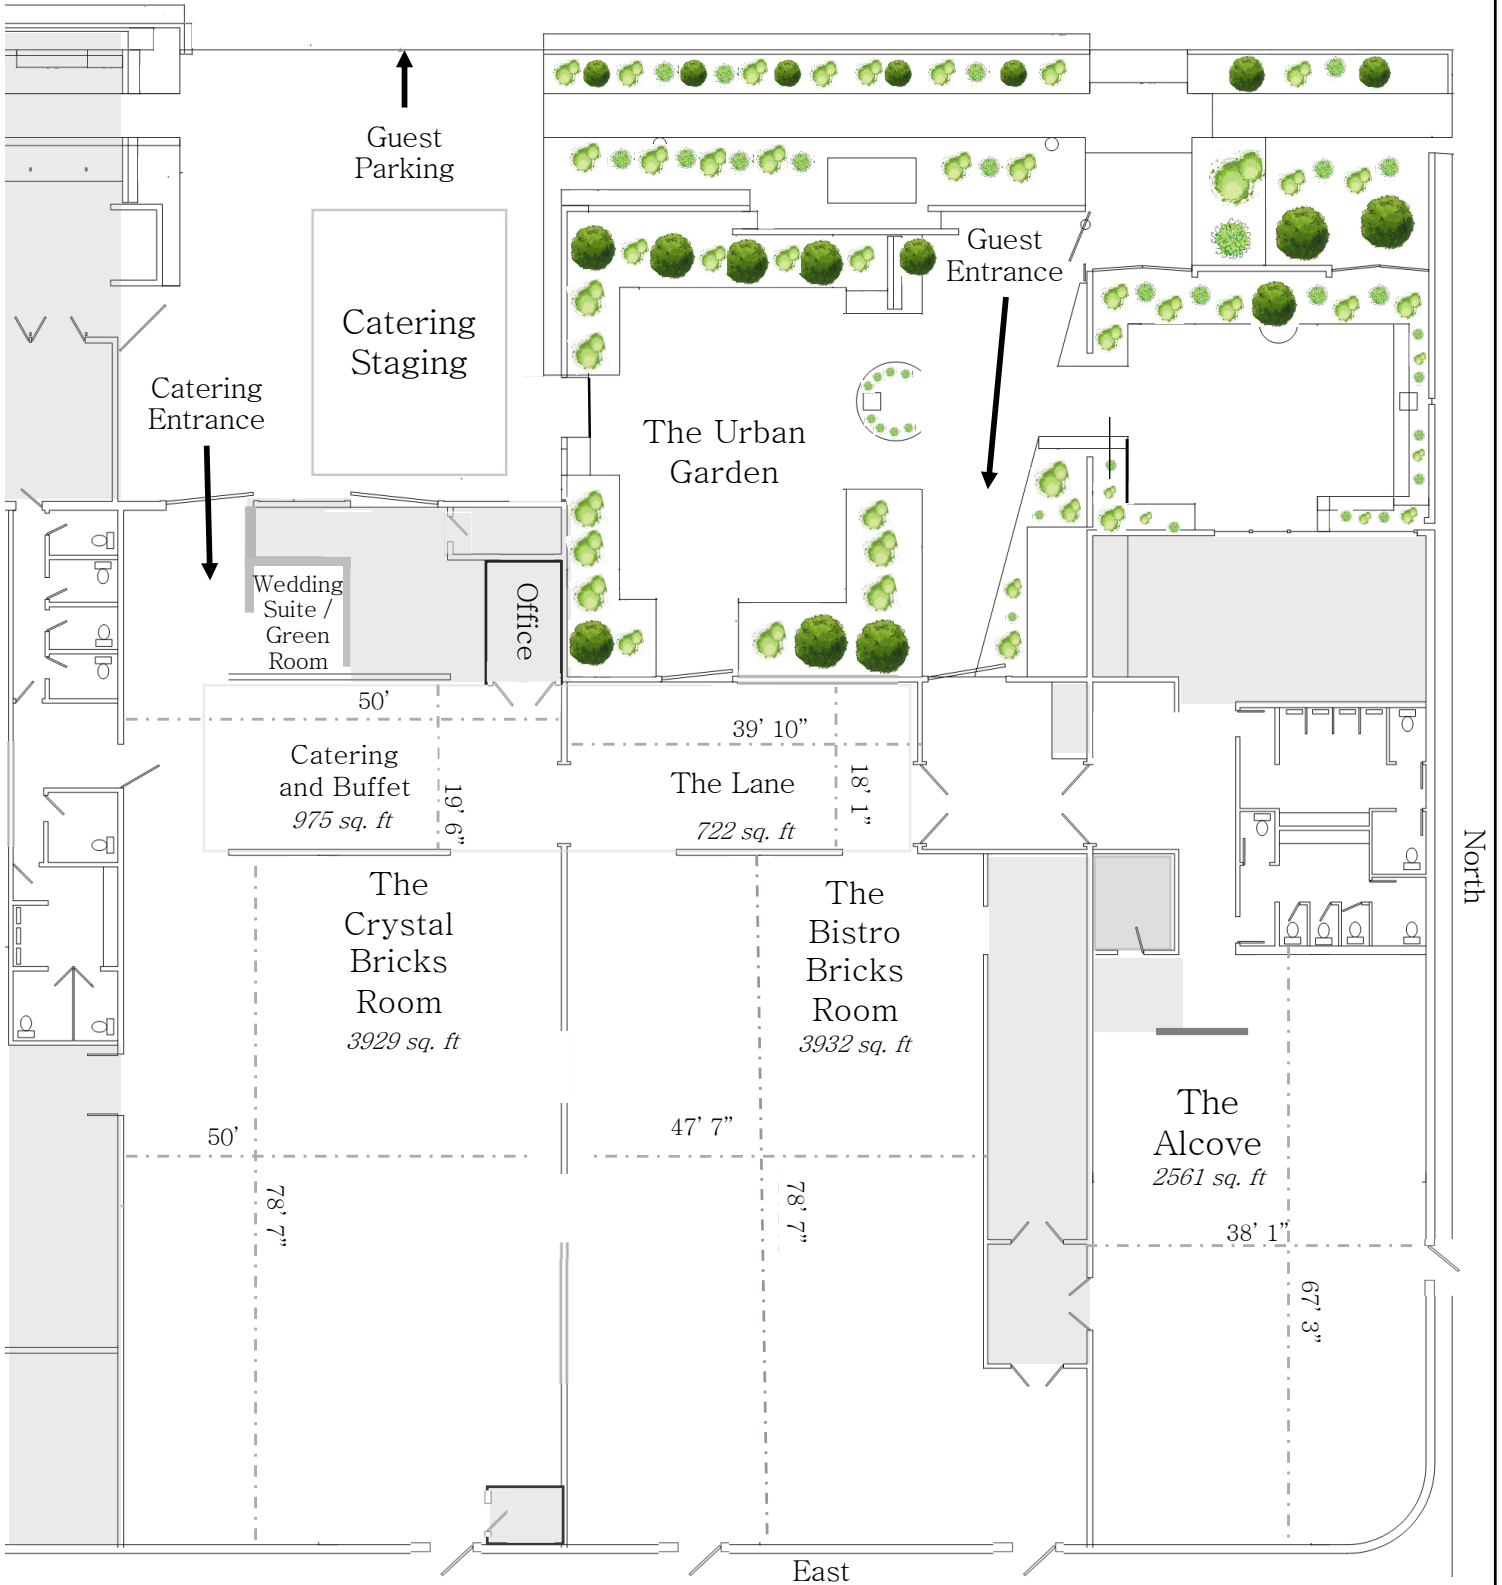 Guest
Parking
Guest
Entrance
Catering
Staging
Catering
Entrance
The Urban
Garden
Wedding
Suite /
Green
Room
Office
50'
39' 10"
Catering
and Buffet
975 sq. ft
19' 6"
The Lane
722 sq. ft
18' 1"
North
The
Crystal
Bricks
Room
3929 sq. ft
The
Bistro
Bricks
Room
3932 sq. ft
The
Alcove
2561 sq. ft
50'
47' 7"
78' 7"
78' 7"
38' 1"
67' 3"
East